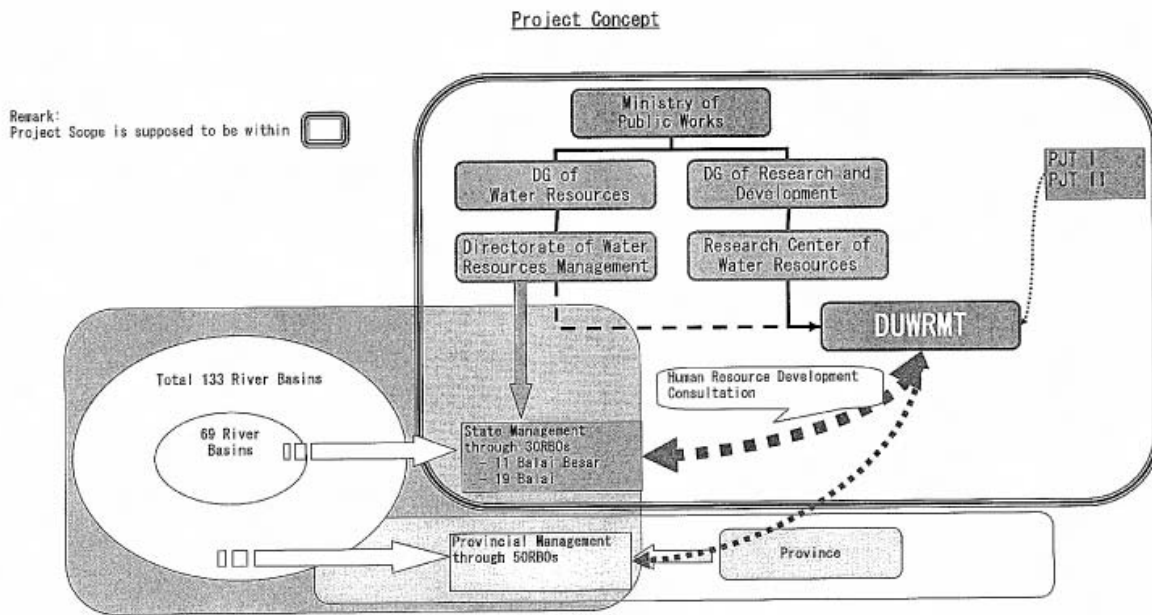 Project Concept
Remark:
Project Scope is supposed to be within
Ministry of
Public Works
DG of
Water Resources
DG of Research and
Development
PJT I
PJT II
Directorate of Water
Resources Management
Research Center of
Water Resources
DUWRMT
Total 133 River Basins
Human Resource Development
Consultation
69 River
Basins
State Management
through 30RBOs
- 11 Balai Besar
- 19 Balai
Provincial Management
through 50RBOs
Province